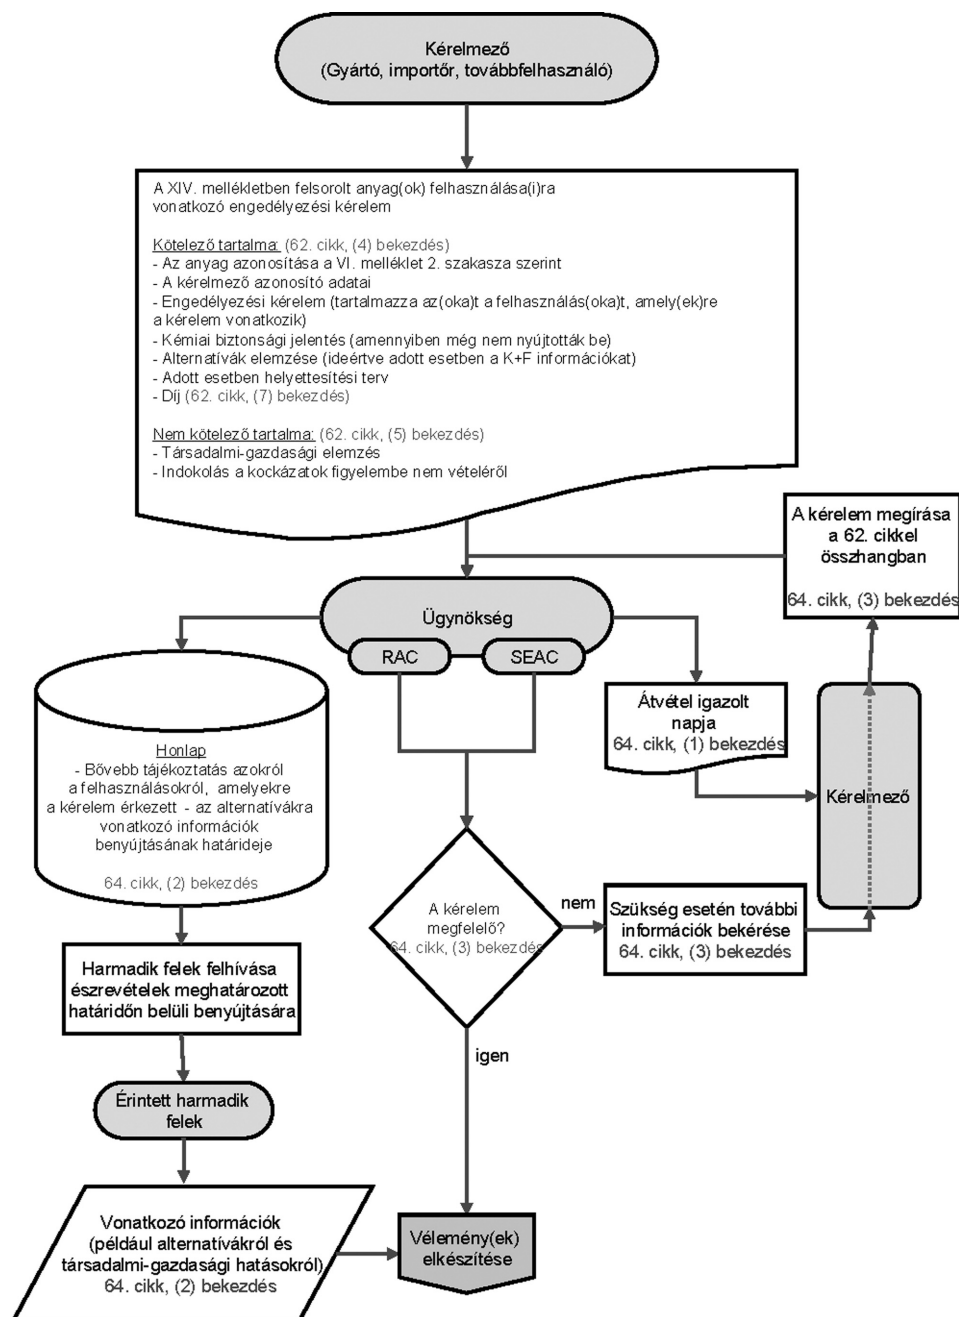 Kérelmező
(Gyártó, importőr, továbbfelhasználó)
A XIV. mellékletben felsorolt anyag(ok) felhasználása(i)ra
vonatkozó engedélyezési kérelem
Kötelező tartalma: (62. cikk, (4) bekezdés)
- Az anyag azonosítása a VI. melléklet 2. szakasza szerint
- A kérelmező azonosító adatai
- Engedélyezési kérelem (tartalmazza az(oka)t a felhasználás(oka)t, amely(ek)re
a kérelem vonatkozik)
- Kémiai biztonsági jelentés (amennyiben még nem nyújtották be)
- Alternatívák elemzése (ideértve adott esetben a K+F információkat)
- Adott esetben helyettesítési terv
- Díj (62. cikk, (7) bekezdés)
Nem kötelező tartalma: (62. cikk, (5) bekezdés)
- Társadalmi-gazdasági elemzés
- Indokolás a kockázatok figyelembe nem vételéről
A kérelem megírása
a 62. cikkel
összhangban
64. cikk, (3) bekezdés
Ügynökség
RAC
SEAC
Átvétel igazolt
napja
64. cikk, (1) bekezdés
Kérelmező
Honlap
- Bővebb tájékoztatás azokról
a felhasználásokról, amelyekre
a kérelem érkezett - az alternatívákra
vonatkozó információk
benyújtásának határideje
64. cikk, (2) bekezdés
A kérelem
megfelelő?
64. cikk, (3) bekezdés
nem
Szükség esetén további
információk bekérése
64. cikk, (3) bekezdés
Harmadik felek felhívása
észrevételek meghatározott
határidőn belüli benyújtására
igen
Érintett harmadik
felek
Vonatkozó információk
(például alternatívákról és
társadalmi-gazdasági hatásokról)
64. cikk, (2) bekezdés
Vélemény(ek)
elkészítése